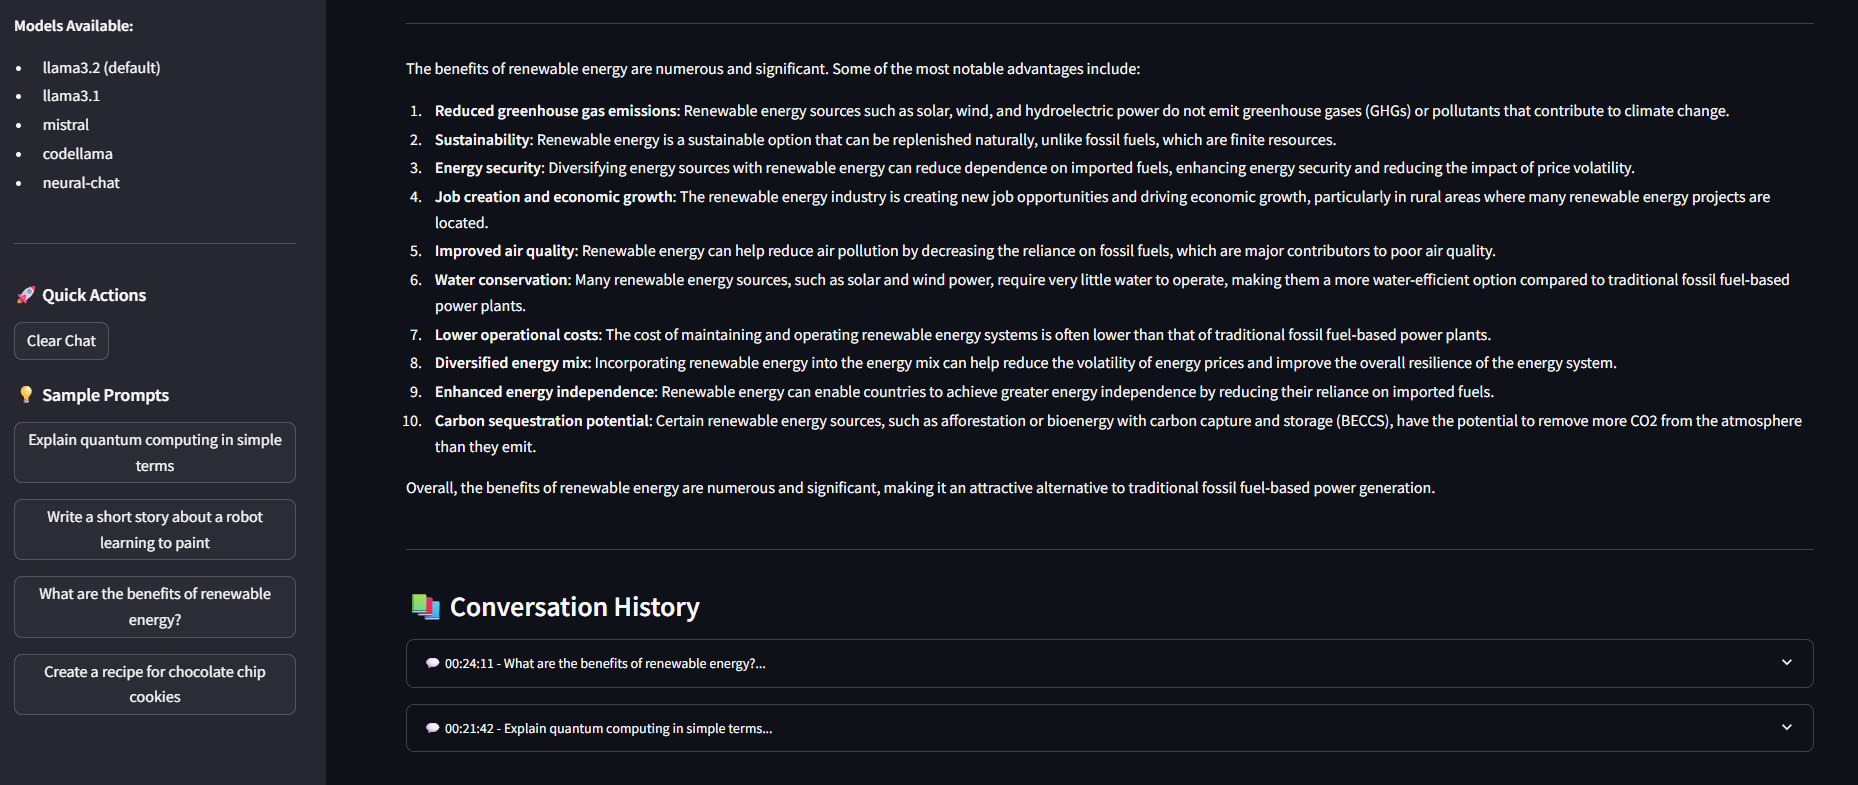 Models Available:
• llama3.2 (default)
• llama3.1
• mistral
• codellama
• neural-chat
🚀 Quick Actions
Clear Chat
💡 Sample Prompts
Explain quantum computing in simple
terms
Write a short story about a robot
learning to paint
What are the benefits of renewable
energy?
Create a recipe for chocolate chip
cookies
The benefits of renewable energy are numerous and significant. Some of the most notable advantages include:
1. Reduced greenhouse gas emissions: Renewable energy sources such as solar, wind, and hydroelectric power do not emit greenhouse gases (GHGs) or pollutants that contribute to climate change.
2. Sustainability: Renewable energy is a sustainable option that can be replenished naturally, unlike fossil fuels, which are finite resources.
3. Energy security: Diversifying energy sources with renewable energy can reduce dependence on imported fuels, enhancing energy security and reducing the impact of price volatility.
4. Job creation and economic growth: The renewable energy industry is creating new job opportunities and driving economic growth, particularly in rural areas where many renewable energy projects are
located.
5. Improved air quality: Renewable energy can help reduce air pollution by decreasing the reliance on fossil fuels, which are major contributors to poor air quality.
6. Water conservation: Many renewable energy sources, such as solar and wind power, require very little water to operate, making them a more water-efficient option compared to traditional fossil fuel-based
power plants.
7. Lower operational costs: The cost of maintaining and operating renewable energy systems is often lower than that of traditional fossil fuel-based power plants.
8. Diversified energy mix: Incorporating renewable energy into the energy mix can help reduce the volatility of energy prices and improve the overall resilience of the energy system.
9. Enhanced energy independence: Renewable energy can enable countries to achieve greater energy independence by reducing their reliance on imported fuels.
10. Carbon sequestration potential: Certain renewable energy sources, such as afforestation or bioenergy with carbon capture and storage (BECCS), have the potential to remove more CO2 from the atmosphere
than they emit.
Overall, the benefits of renewable energy are numerous and significant, making it an attractive alternative to traditional fossil fuel-based power generation.
📚 Conversation History
💬 00:24:11 - What are the benefits of renewable energy?...
💬 00:21:42 - Explain quantum computing in simple terms...